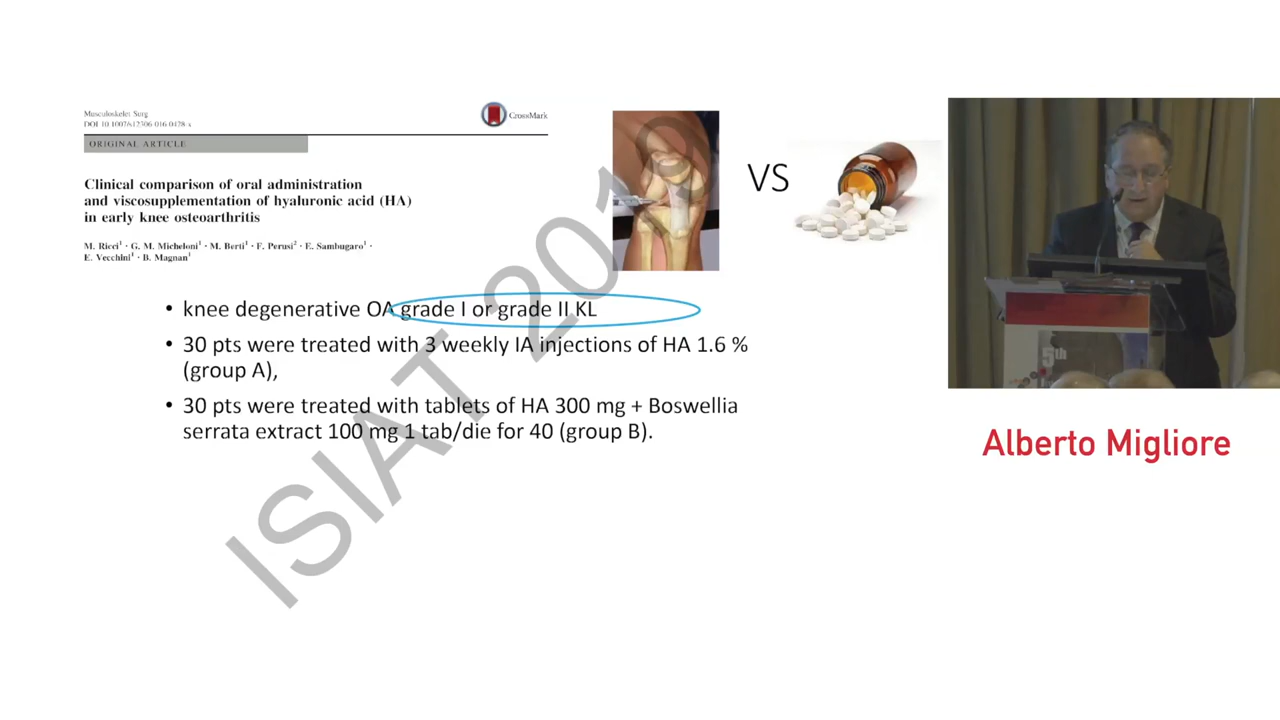 Musculoskelet Surg
DOI 10.1007/s12306-016-0428-x
CrossMark
ORIGINAL ARTICLE
Clinical comparison of oral administration
and viscosupplementation of hyaluronic acid (HA)
in early knee osteoarthritis
M. Ricci1 · G. M. Micheloni1 · M. Berti1 · F. Perusi2 · E. Sambugaro1 ·
E. Vecchini1 · B. Magnan1
VS
• knee degenerative OA grade I or grade II KL
• 30 pts were treated with 3 weekly IA injections of HA 1.6 %
(group A),
• 30 pts were treated with tablets of HA 300 mg + Boswellia
serrata extract 100 mg 1 tab/die for 40 (group B).
ISIAT 2019
5th
Alberto Migliore